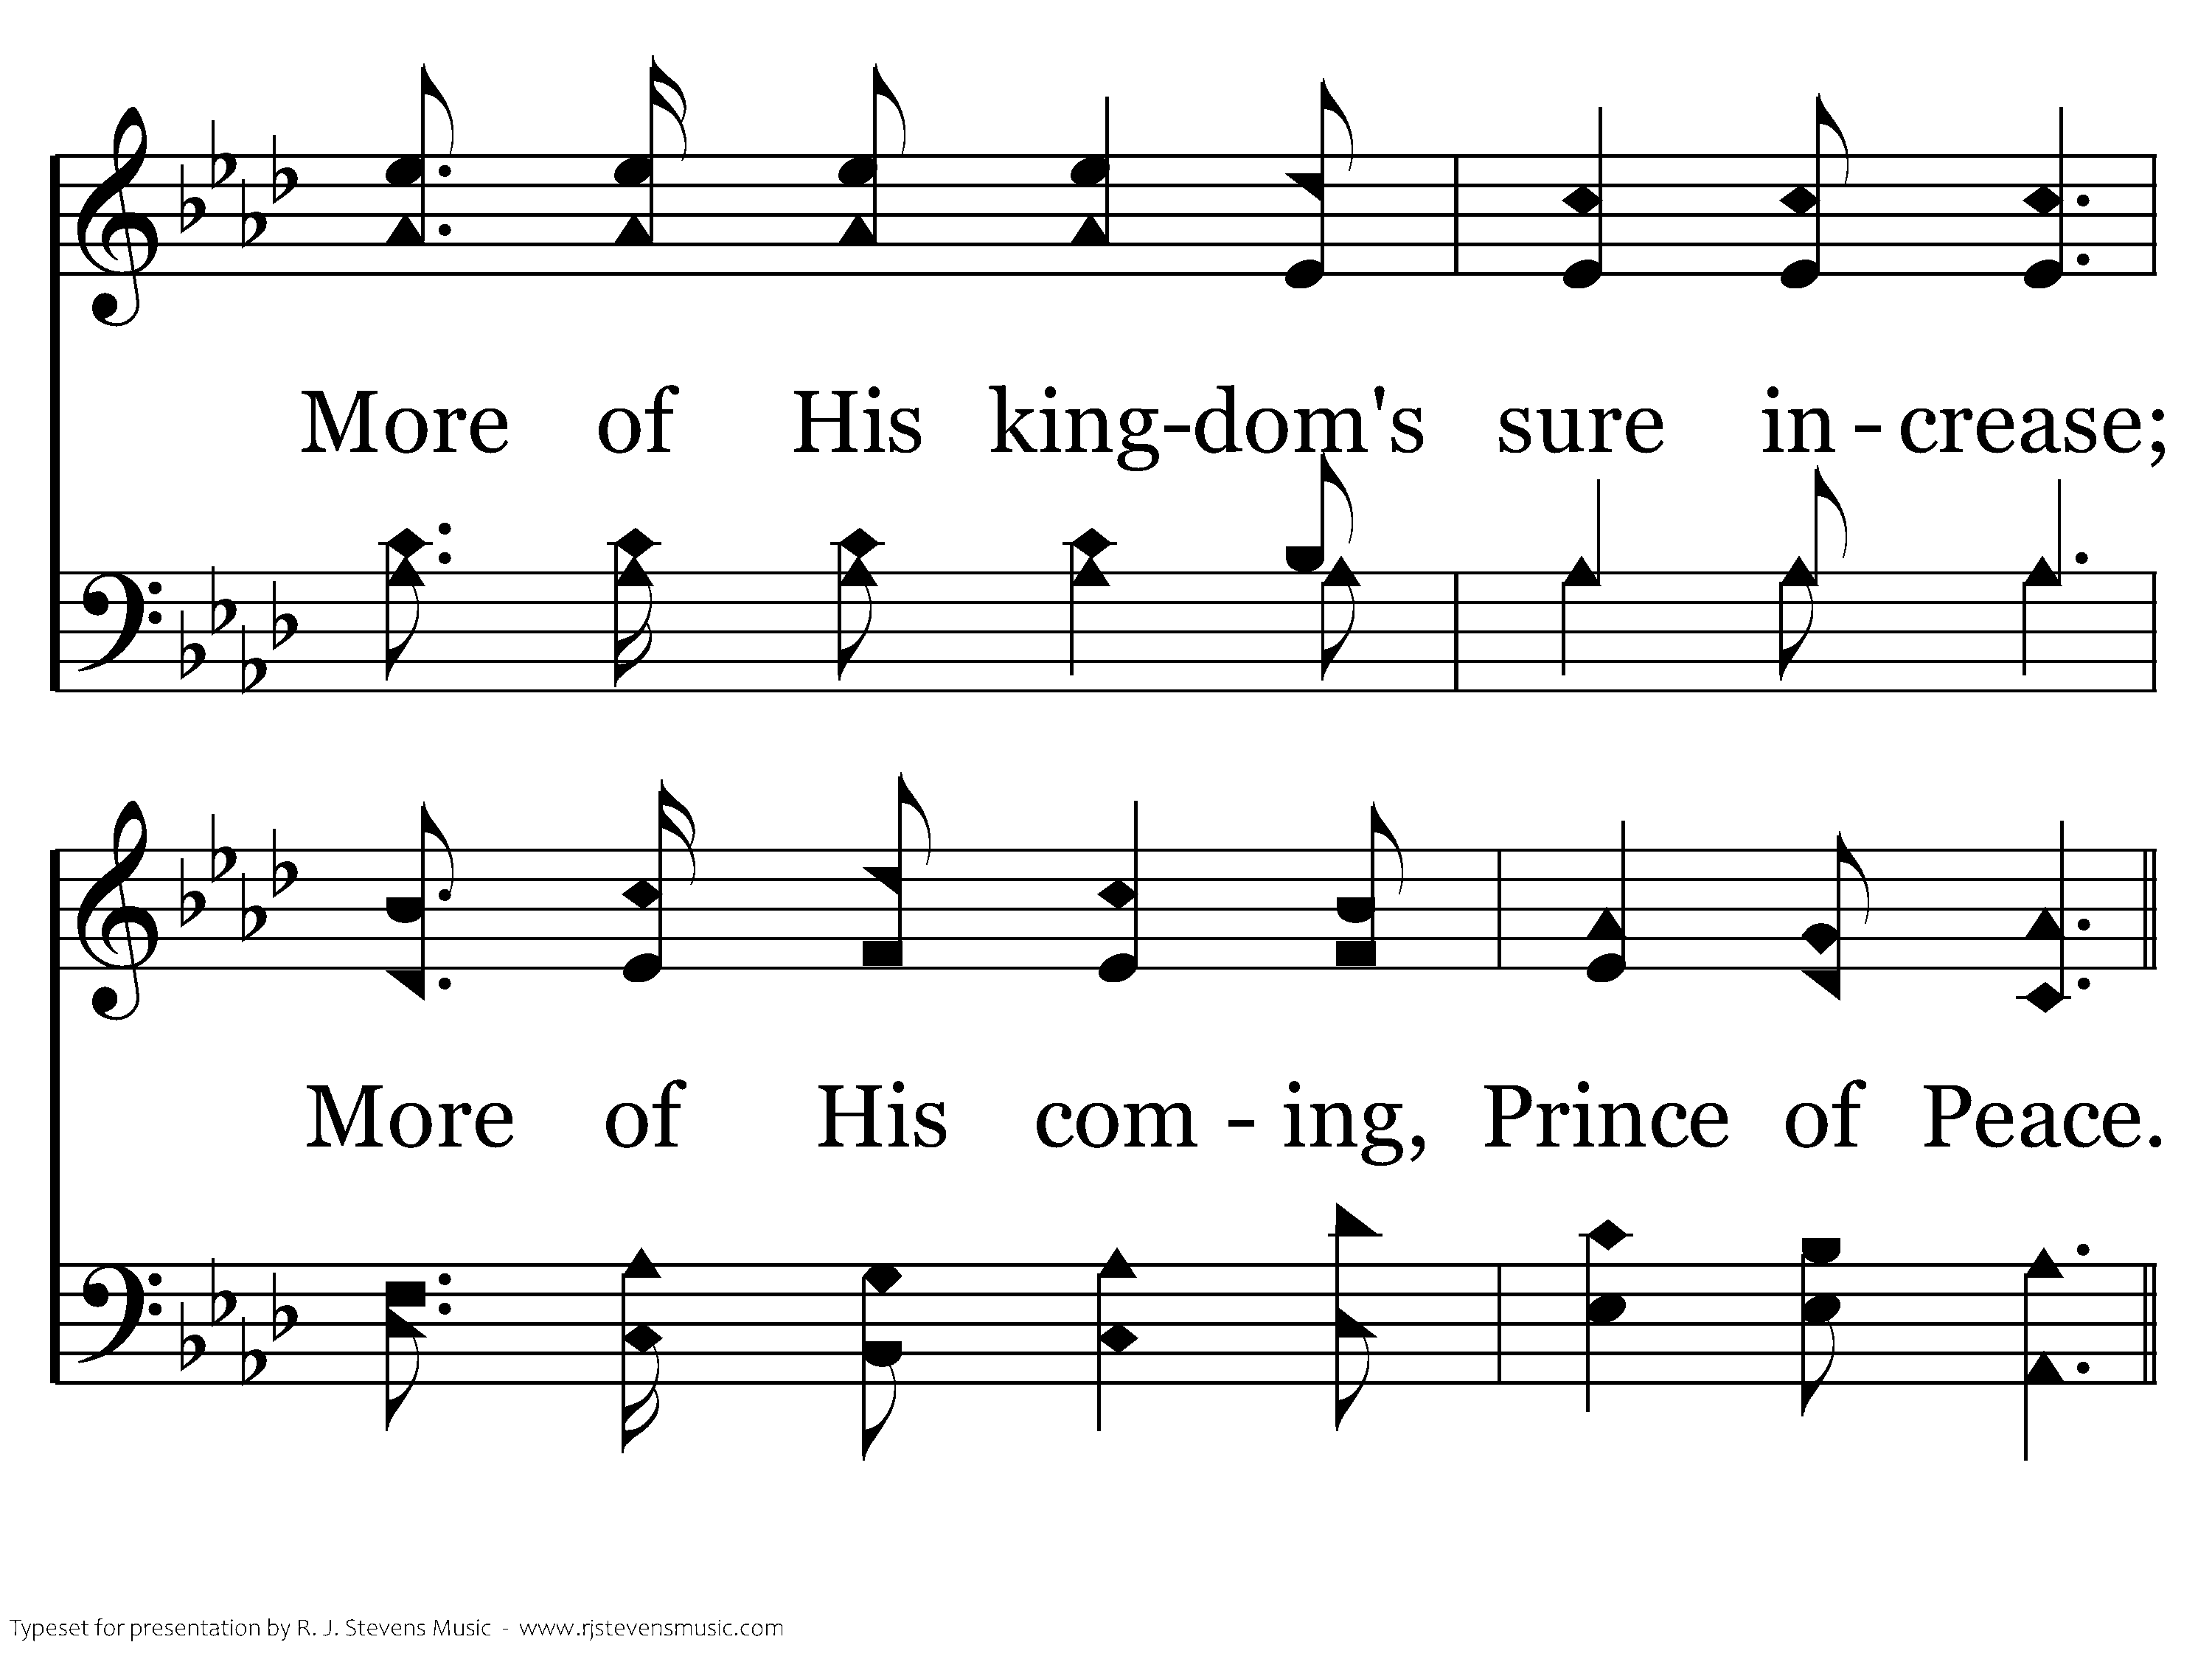 More of His king-dom's sure in-crease;
More of His com-ing, Prince of Peace.
Typeset for presentation by R. J. Stevens Music - www.rjstevensmusic.com